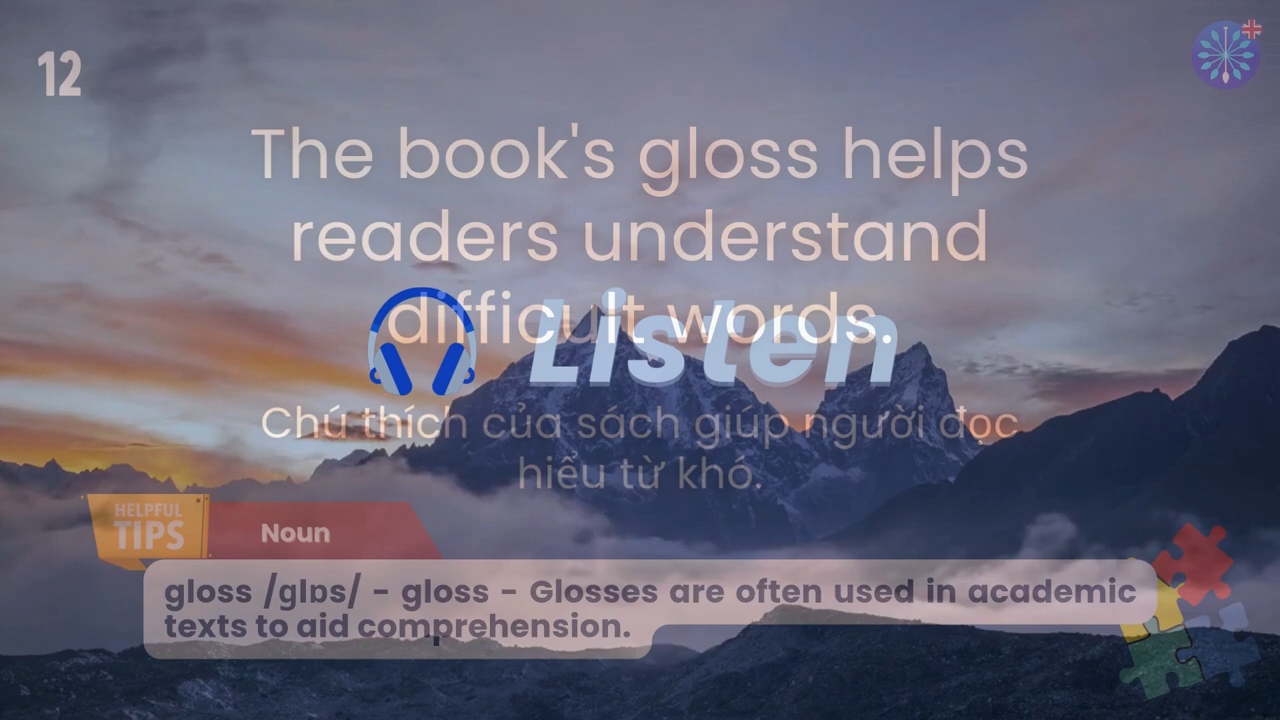 12
The book's gloss helps
readers understand
difficult words.
Listen
Chú thích của sách giúp người đọc
hiểu từ khó.
HELPFUL
TIPS
Noun
gloss /glɒs/ - gloss - Glosses are often used in academic
texts to aid comprehension.